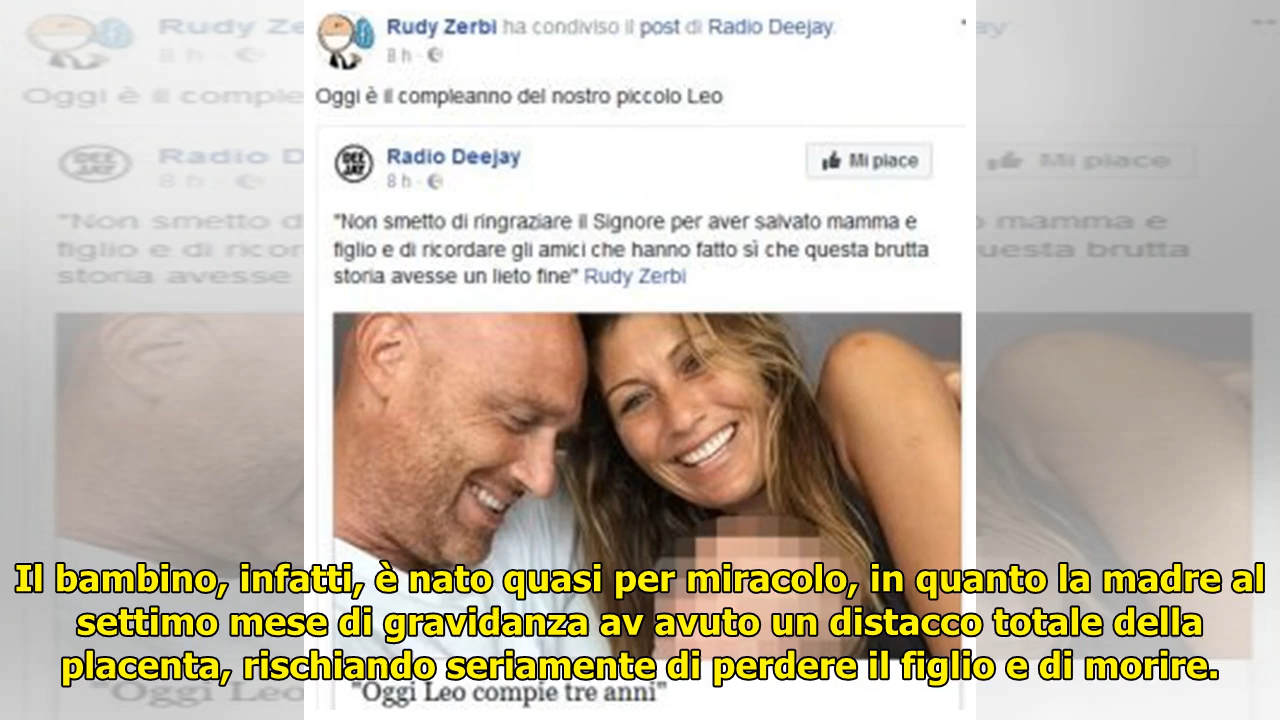 Rudy Zerbi ha condiviso il post di Radio Deejay.
8 h
Oggi è il compleanno del nostro piccolo Leo
DEE
JAY
Radio Deejay
Mi piace
8 h
"Non smetto di ringraziare il Signore per aver salvato mamma e
figlio e di ricordare gli amici che hanno fatto sì che questa brutta
storia avesse un lieto fine" Rudy Zerbi
Il bambino, infatti, è nato quasi per miracolo, in quanto la madre al
settimo mese di gravidanza av avuto un distacco totale della
placenta, rischiando seriamente di perdere il figlio e di morire.
"Oggi Leo compie tre anni"